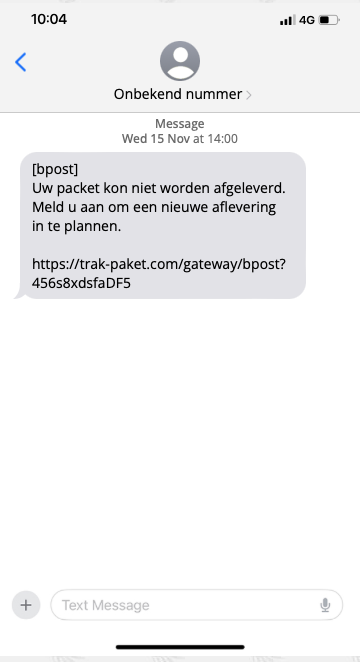 10:04
4G
Onbekend nummer
Message
Wed 15 Nov at 14:00
[bpost]
Uw packet kon niet worden afgeleverd.
Meld u aan om een nieuwe aflevering
in te plannen.
https://trak-paket.com/gateway/bpost?
456s8xdsfaDF5
Text Message